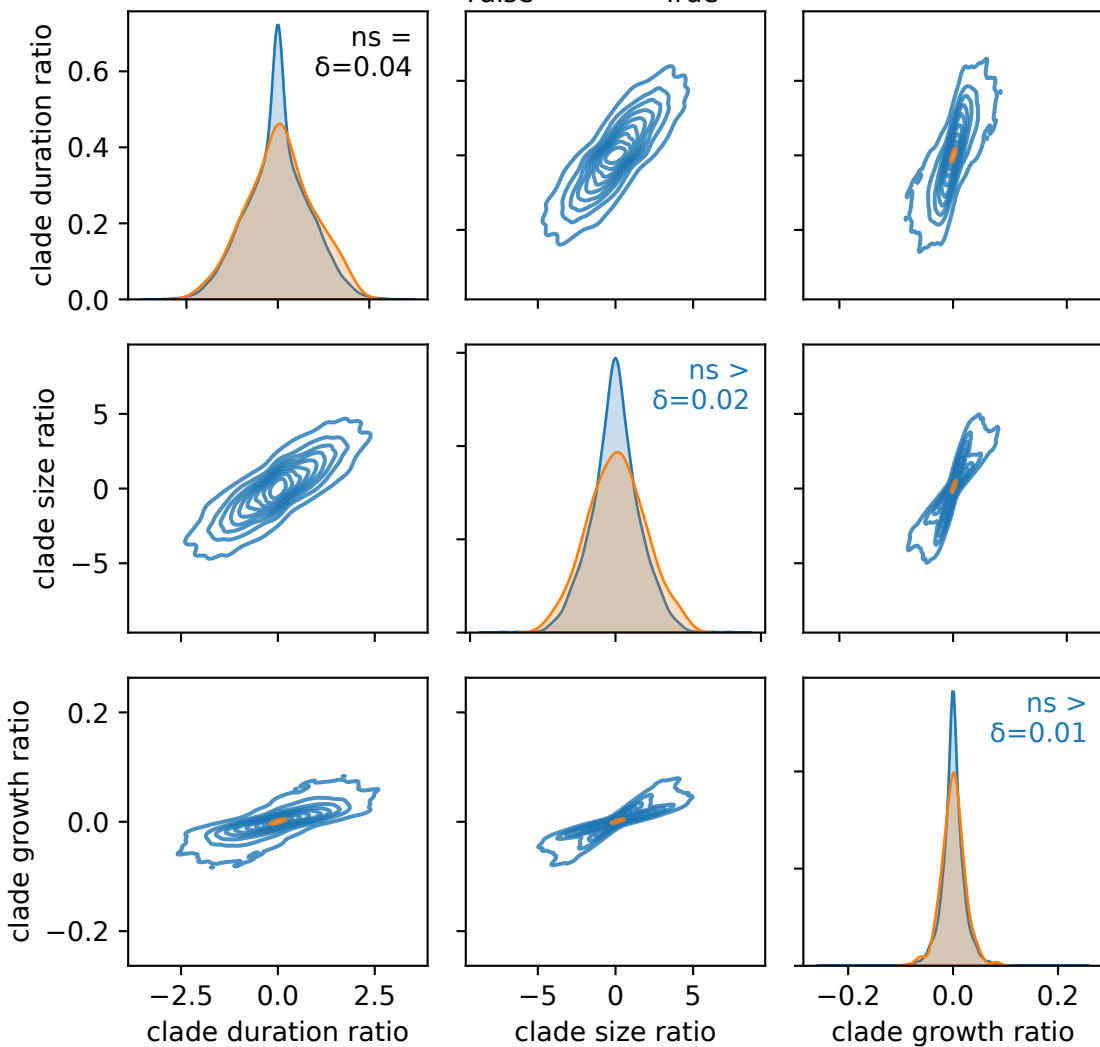 clade duration ratio
0.6
0.4
0.2
0.0
ns =
δ=0.04
clade size ratio
5
0
−5
ns >
δ=0.02
clade growth ratio
0.2
0.0
−0.2
ns >
δ=0.01
−2.5 0.0 2.5
−5 0 5
−0.2 0.0 0.2
clade duration ratio
clade size ratio
clade growth ratio